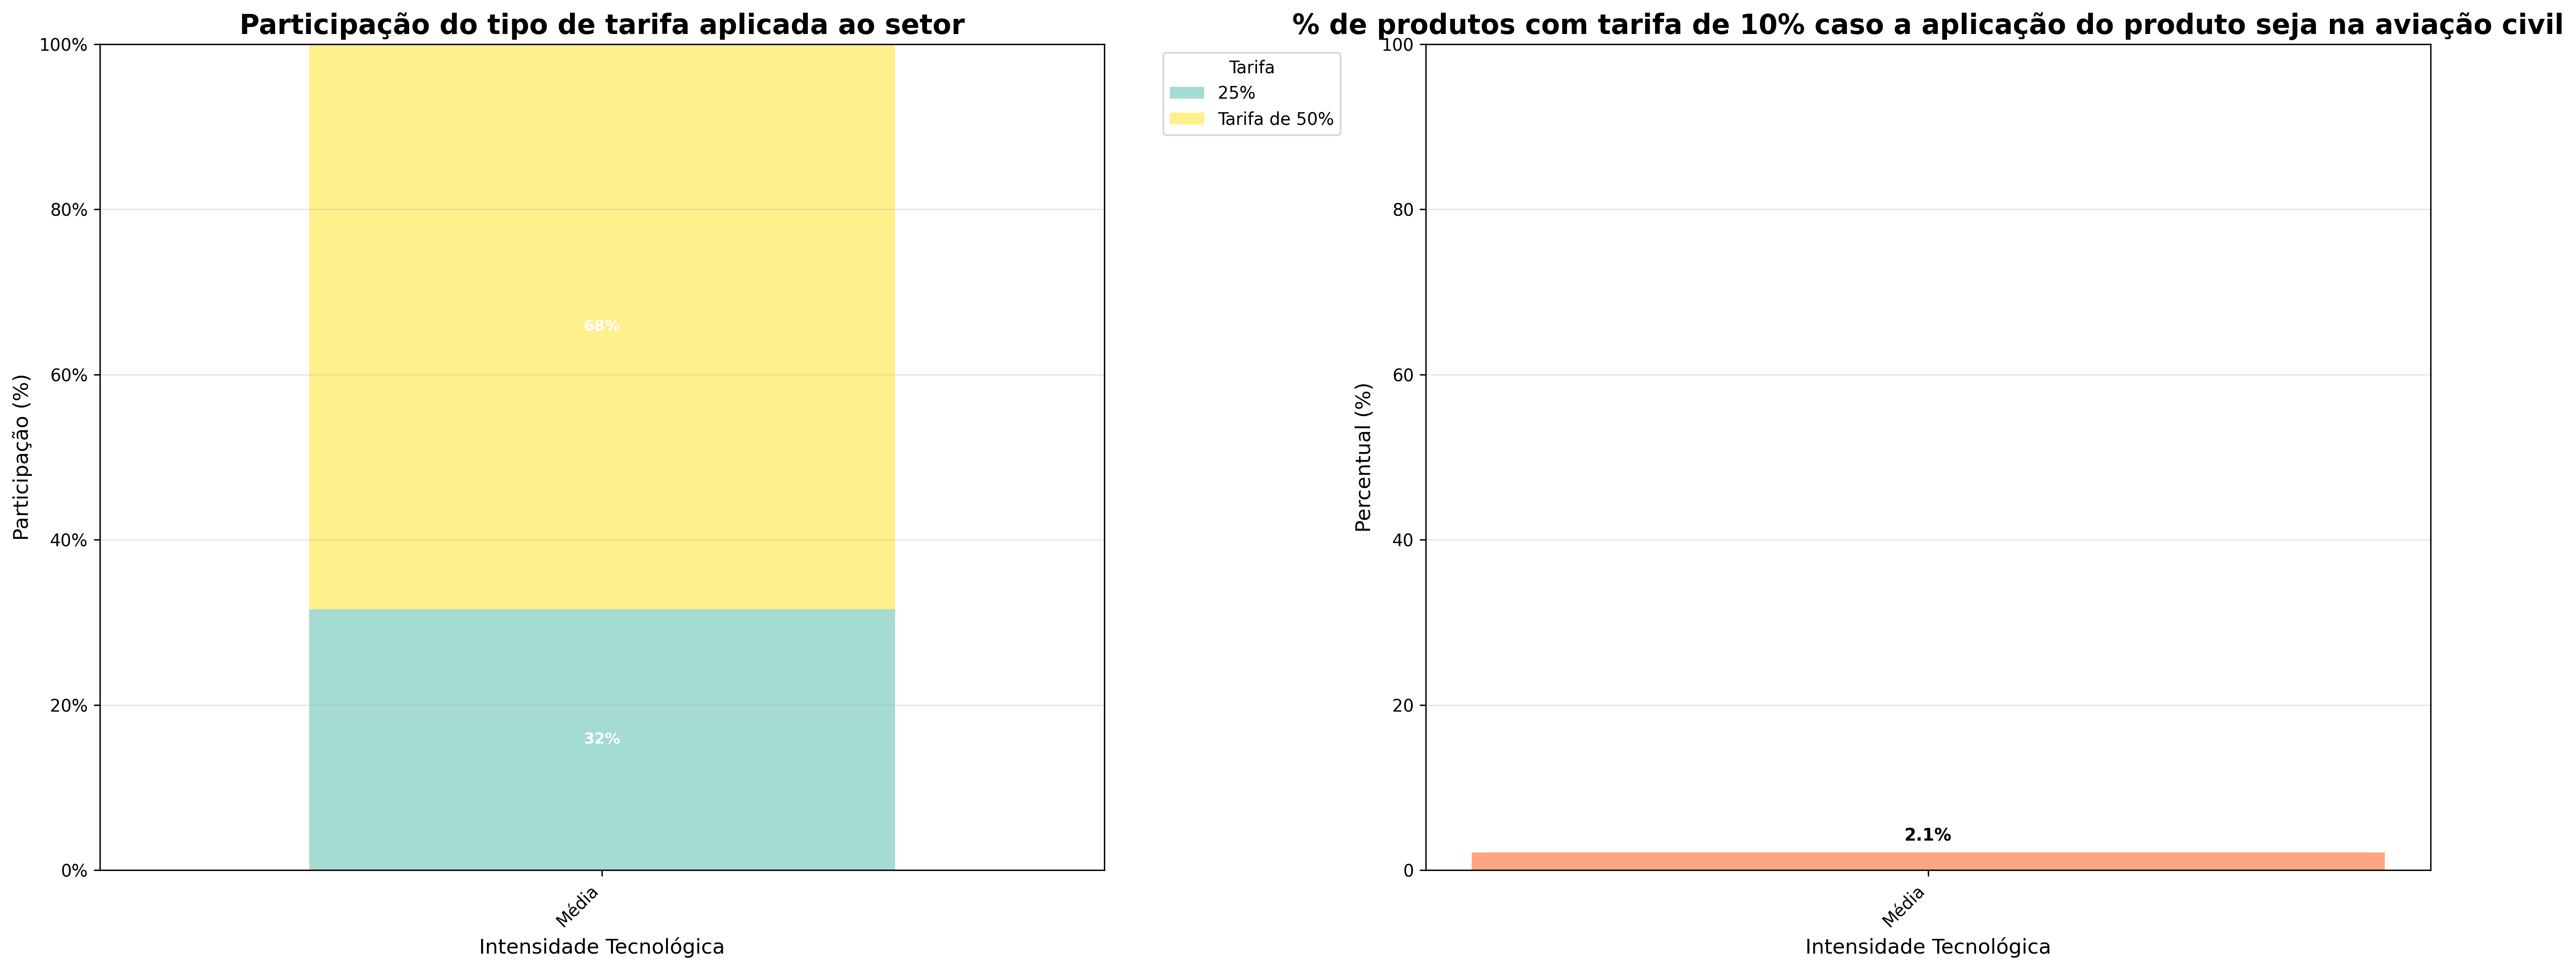 Participação do tipo de tarifa aplicada ao setor
100%
80%
60%
40%
20%
0%
Participação (%)
68%
32%
Média
Intensidade Tecnológica
Tarifa
25%
Tarifa de 50%
% de produtos com tarifa de 10% caso a aplicação do produto seja na aviação civil
100
80
60
40
20
0
Percentual (%)
2.1%
Média
Intensidade Tecnológica